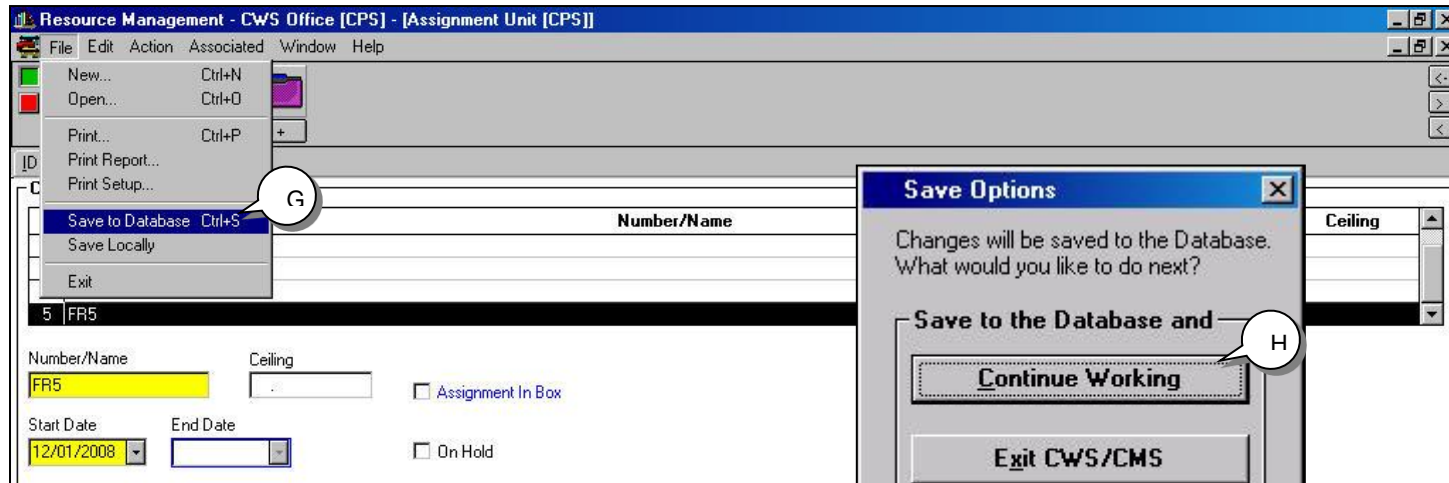 Resource Management - CWS Office [CPS] - [Assignment Unit [CPS]]
File Edit Action Associated Window Help
New... Ctrl+N
Open... Ctrl+O
Print... Ctrl+P
+
Print Report...
Print Setup...
ID
Save to Database Ctrl+S
G
Save Locally
Exit
Number/Name Ceiling
5 FR5
Number/Name Ceiling
FR5 .
Assignment In Box
Start Date End Date
12/01/2008
On Hold
Save Options
Changes will be saved to the Database.
What would you like to do next?
Save to the Database and
H
Continue Working
Exit CWS/CMS